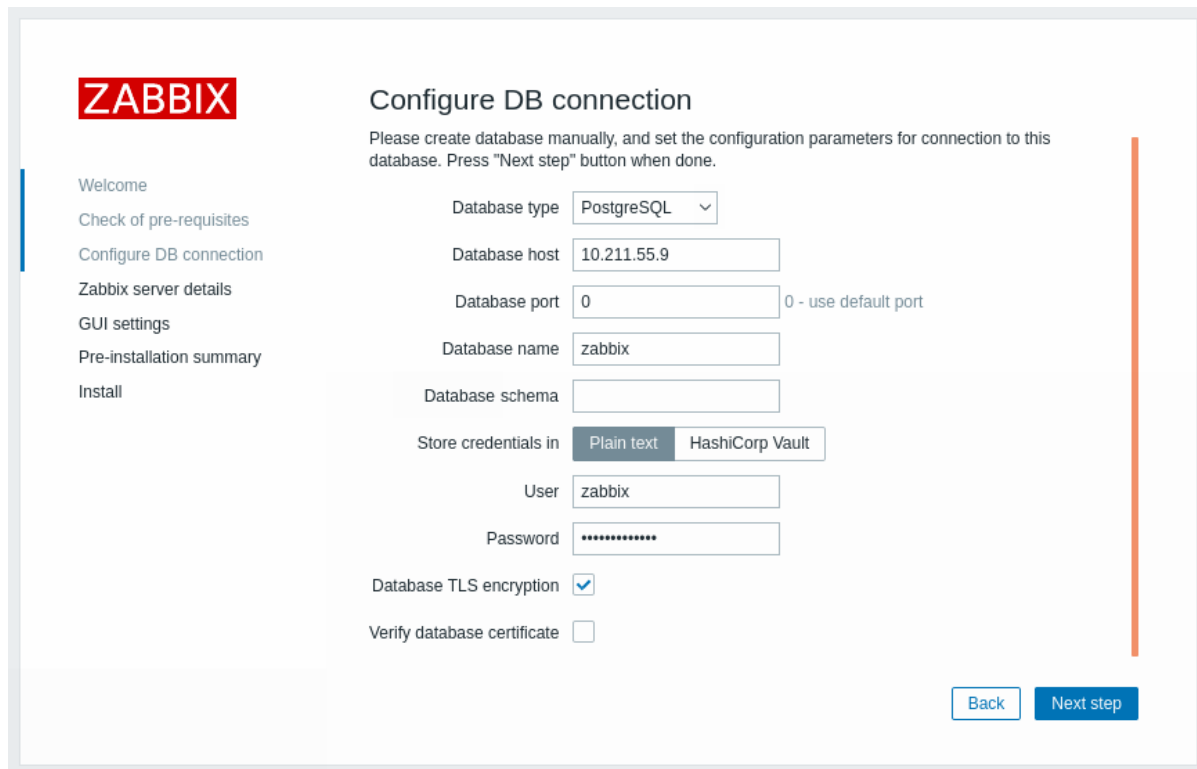 ZABBIX
Welcome
Check of pre-requisites
Configure DB connection
Zabbix server details
GUI settings
Pre-installation summary
Install
Configure DB connection
Please create database manually, and set the configuration parameters for connection to this
database. Press "Next step" button when done.
Database type PostgreSQL
Database host 10.211.55.9
Database port 0 0 - use default port
Database name zabbix
Database schema
Store credentials in Plain text HashiCorp Vault
User zabbix
Password •••••••••••••
Database TLS encryption
Verify database certificate
Back Next step